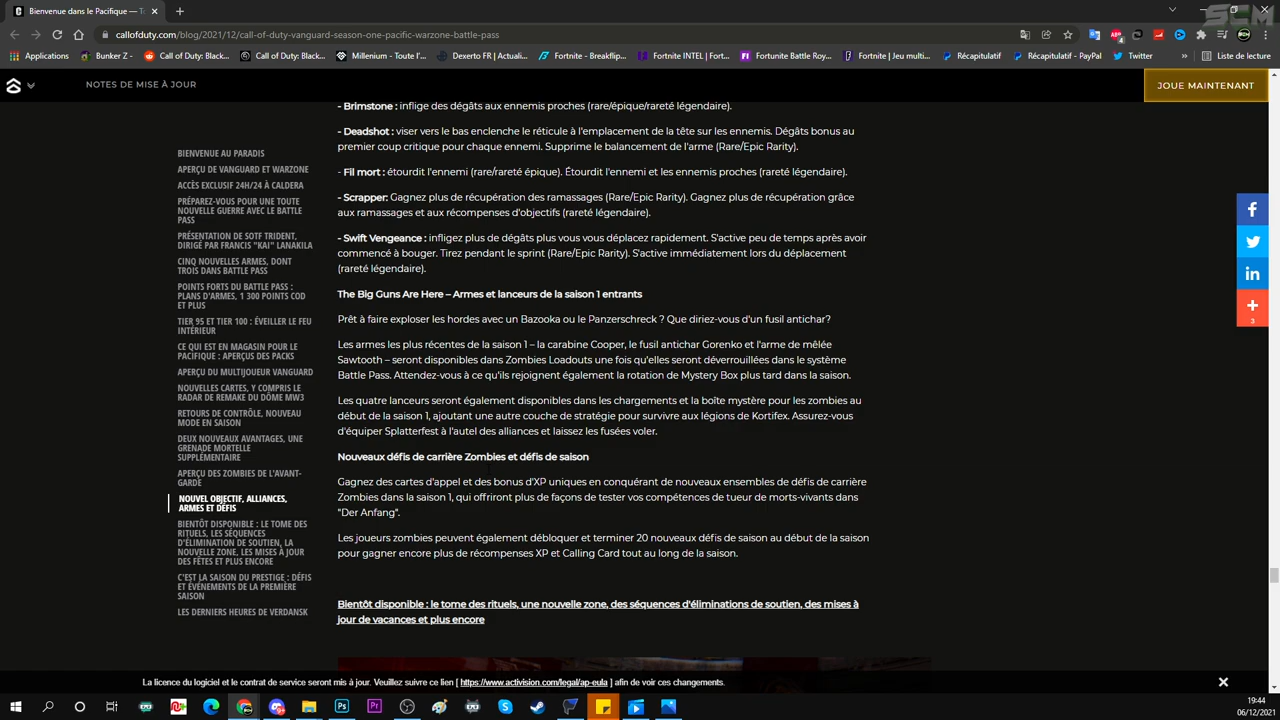 Bienvenue dans le Pacifique - T
SCM
callofduty.com/blog/2021/12/call-of-duty-vanguard-season-one-pacific-warzone-battle-pass
Applications
Bunker Z -
Call of Duty: Bl...
Call of Duty: Black...
Millenium - Toute l'...
Dexerto FR | Actuali...
Fortnite - Breakflip...
Fortnite INTEL | Fort...
Fortnite Battle Roy...
Fortnite | Jeu multi...
Récapitulatif
Récapitulatif - PayPal
Twitter
Liste de lecture
NOTES DE MISE À JOUR
JOUE MAINTENANT
BIENVENUE AU PARADIS
APERÇU DE VANGUARD ET WARZONE
ACCÈS EXCLUSIF 24H/24 À CALDERA
PRÉPAREZ-VOUS POUR UNE TOUTE
NOUVELLE GUERRE AVEC LE BATTLE
PASS
PRÉSENTATION DE SOTF TRIDENT,
DIRIGÉ PAR FRANCIS "KAI" LANAKILA
CINQ NOUVELLES ARMES, DONT
TROIS DANS BATTLE PASS
POINTS FORTS DU BATTLE PASS :
PLANS D'ARMES, 1 300 POINTS COD
ET PLUS
TIER 95 ET TIER 100 : ÉVEILLER LE FEU
INTÉRIEUR
CE QUI EST EN MAGASIN POUR LE
PACIFIQUE : APERÇUS DES PACKS
APERÇU DU MULTIJOUEUR VANGUARD
NOUVELLES CARTES, Y COMPRIS LE
RADAR DE REMAKE DU DÔME MW3
RETOURS DE CONTRÔLE, NOUVEAU
MODE EN SAISON
DEUX NOUVEAUX AVANTAGES, UNE
GRENADE MORTELLE
SUPPLÉMENTAIRE
APERÇU DES ZOMBIES DE L'AVANT-
GARDE
NOUVEL OBJECTIF, ALLIANCES,
ARMES ET DÉFIS
BIENTÔT DISPONIBLE : LE TOME DES
RITUELS, LES SÉQUENCES
D'ÉLIMINATION DE SOUTIEN, LA
NOUVELLE ZONE, LES MISES À JOUR
DES FÊTES ET PLUS ENCORE
C'EST LA SAISON DU PRESTIGE : DÉFIS
ET ÉVÉNEMENTS DE LA PREMIÈRE
SAISON
LES DERNIERS HEURES DE VERDANSK
- Brimstone : inflige des dégâts aux ennemis proches (rare/épique/rareté légendaire).
- Deadshot : viser vers le bas enclenche le réticule à l'emplacement de la tête sur les ennemis. Dégâts bonus au
premier coup critique pour chaque ennemi. Supprime le balancement de l'arme (Rare/Epic Rarity).
- Fil mort : étourdit l'ennemi (rare/rareté épique). Étourdit l'ennemi et les ennemis proches (rareté légendaire).
- Scrapper: Gagnez plus de récupération des ramassages (Rare/Epic Rarity). Gagnez plus de récupération grâce
aux ramassages et aux récompenses d'objectifs (rareté légendaire).
- Swift Vengeance : infligez plus de dégâts plus vous vous déplacez rapidement. S'active peu de temps après avoir
commencé à bouger. Tirez pendant le sprint (Rare/Epic Rarity). S'active immédiatement lors du déplacement
(rareté légendaire).
The Big Guns Are Here – Armes et lanceurs de la saison 1 entrants
Prêt à faire exploser les hordes avec un Bazooka ou le Panzerschreck ? Que diriez-vous d'un fusil antichar?
Les armes les plus récentes de la saison 1 – la carabine Cooper, le fusil antichar Gorenko et l'arme de mêlée
Sawtooth – seront disponibles dans Zombies Loadouts une fois qu'elles seront déverrouillées dans le système
Battle Pass. Attendez-vous à ce qu'ils rejoignent également la rotation de Mystery Box plus tard dans la saison.
Les quatre lanceurs seront également disponibles dans les chargements et la boîte mystère pour les zombies au
début de la saison 1, ajoutant une autre couche de stratégie pour survivre aux légions de Kortifex. Assurez-vous
d'équiper Splatterfest à l'autel des alliances et laissez les fusées voler.
Nouveaux défis de carrière Zombies et défis de saison
Gagnez des cartes d'appel et des bonus d'XP uniques en conquérant de nouveaux ensembles de défis de carrière
Zombies dans la saison 1, qui offriront plus de façons de tester vos compétences de tueur de morts-vivants dans
"Der Anfang".
Les joueurs zombies peuvent également débloquer et terminer 20 nouveaux défis de saison au début de la saison
pour gagner encore plus de récompenses XP et Calling Card tout au long de la saison.
Bientôt disponible : le tome des rituels, une nouvelle zone, des séquences d'éliminations de soutien, des mises à
jour de vacances et plus encore
3
La licence du logiciel et le contrat de service seront mis à jour. Veuillez suivre ce lien [ https://www.activision.com/legal/ap-eula ] afin de voir ces changements.
19:44
06/12/2021